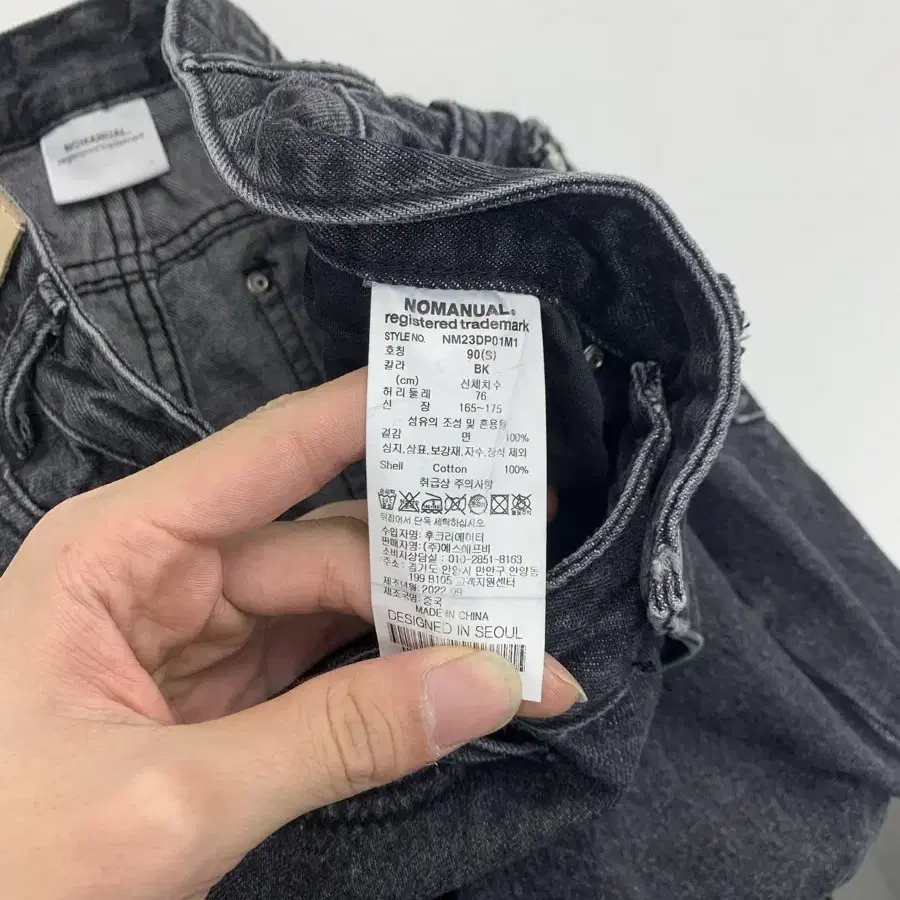 NOMANUAL.
registered trademark
NOMANUAL®
registered trademark
STYLE NO. NM23DP01M1
호칭 90(S)
칼라 BK
(cm) 신체치수
허리둘레 76
신 장 165~175
섬유의 조성 및 혼용율
겉감 면 100%
심지,상표,보강재,자수,장식 제외
Shell Cotton 100%
취급상 주의사항
뒤집어서 단독 세탁하십시오
수입자명: 후크리에이터
판매자명: (주)에스에프비
소비자상담실: 010-2851-8163
주소: 경기도 안양시 만안구 안양동
199 B105 고객지원센터
제조년월: 2022.09
제조국명: 중국
MADE IN CHINA
DESIGNED IN SEOUL